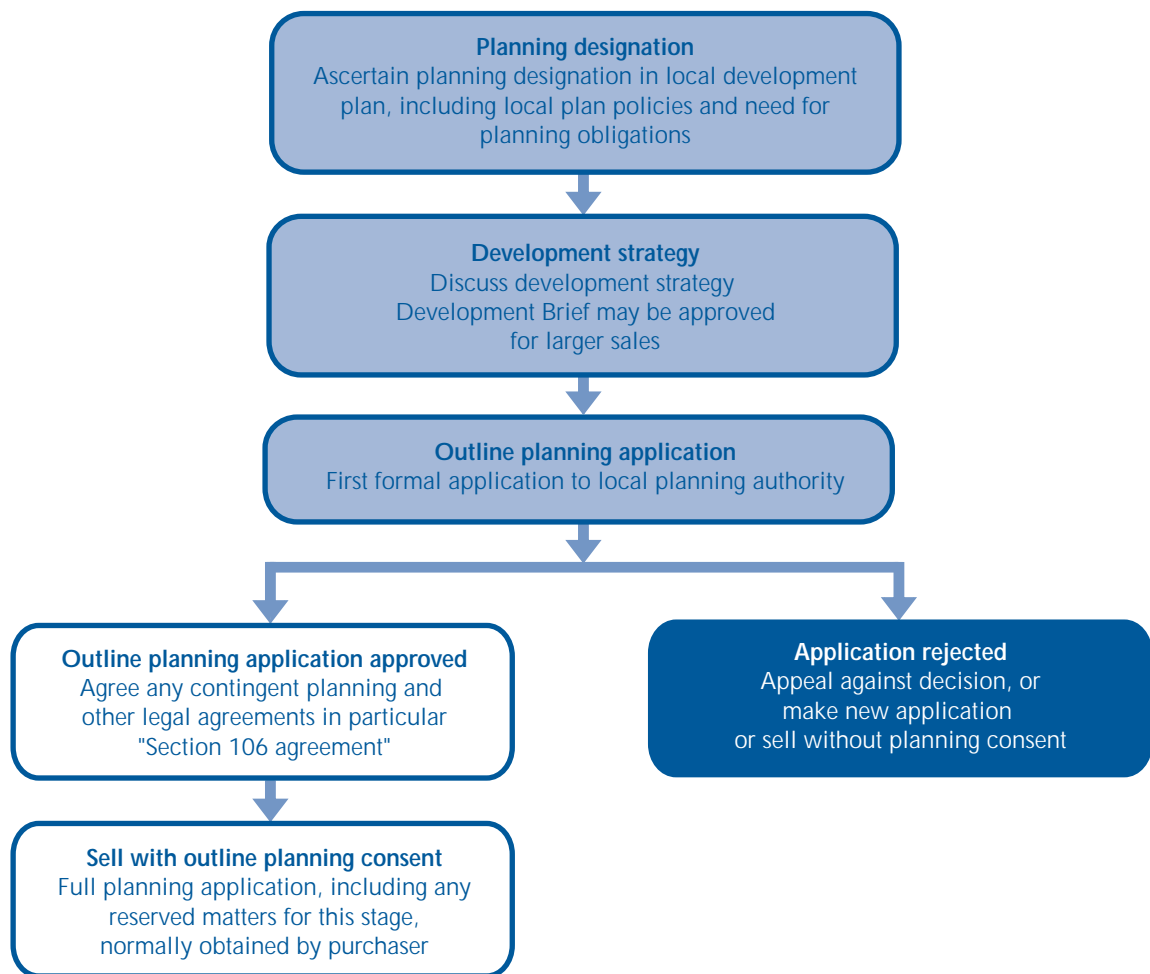 Planning designation
Ascertain planning designation in local development
plan, including local plan policies and need for
planning obligations
Development strategy
Discuss development strategy
Development Brief may be approved
for larger sales
Outline planning application
First formal application to local planning authority
Outline planning application approved
Agree any contingent planning and
other legal agreements in particular
"Section 106 agreement"
Application rejected
Appeal against decision, or
make new application
or sell without planning consent
Sell with outline planning consent
Full planning application, including any
reserved matters for this stage,
normally obtained by purchaser